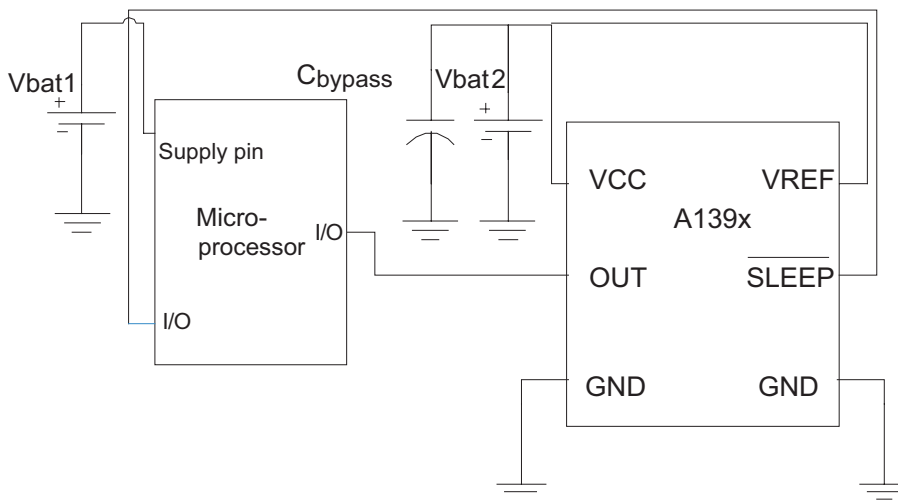 Vbat1
+
-
Cbypass
Vbat2
+
-
Supply pin
Micro-
processor
I/O
I/O
VCC
VREF
A139x
OUT
SLEEP
GND
GND